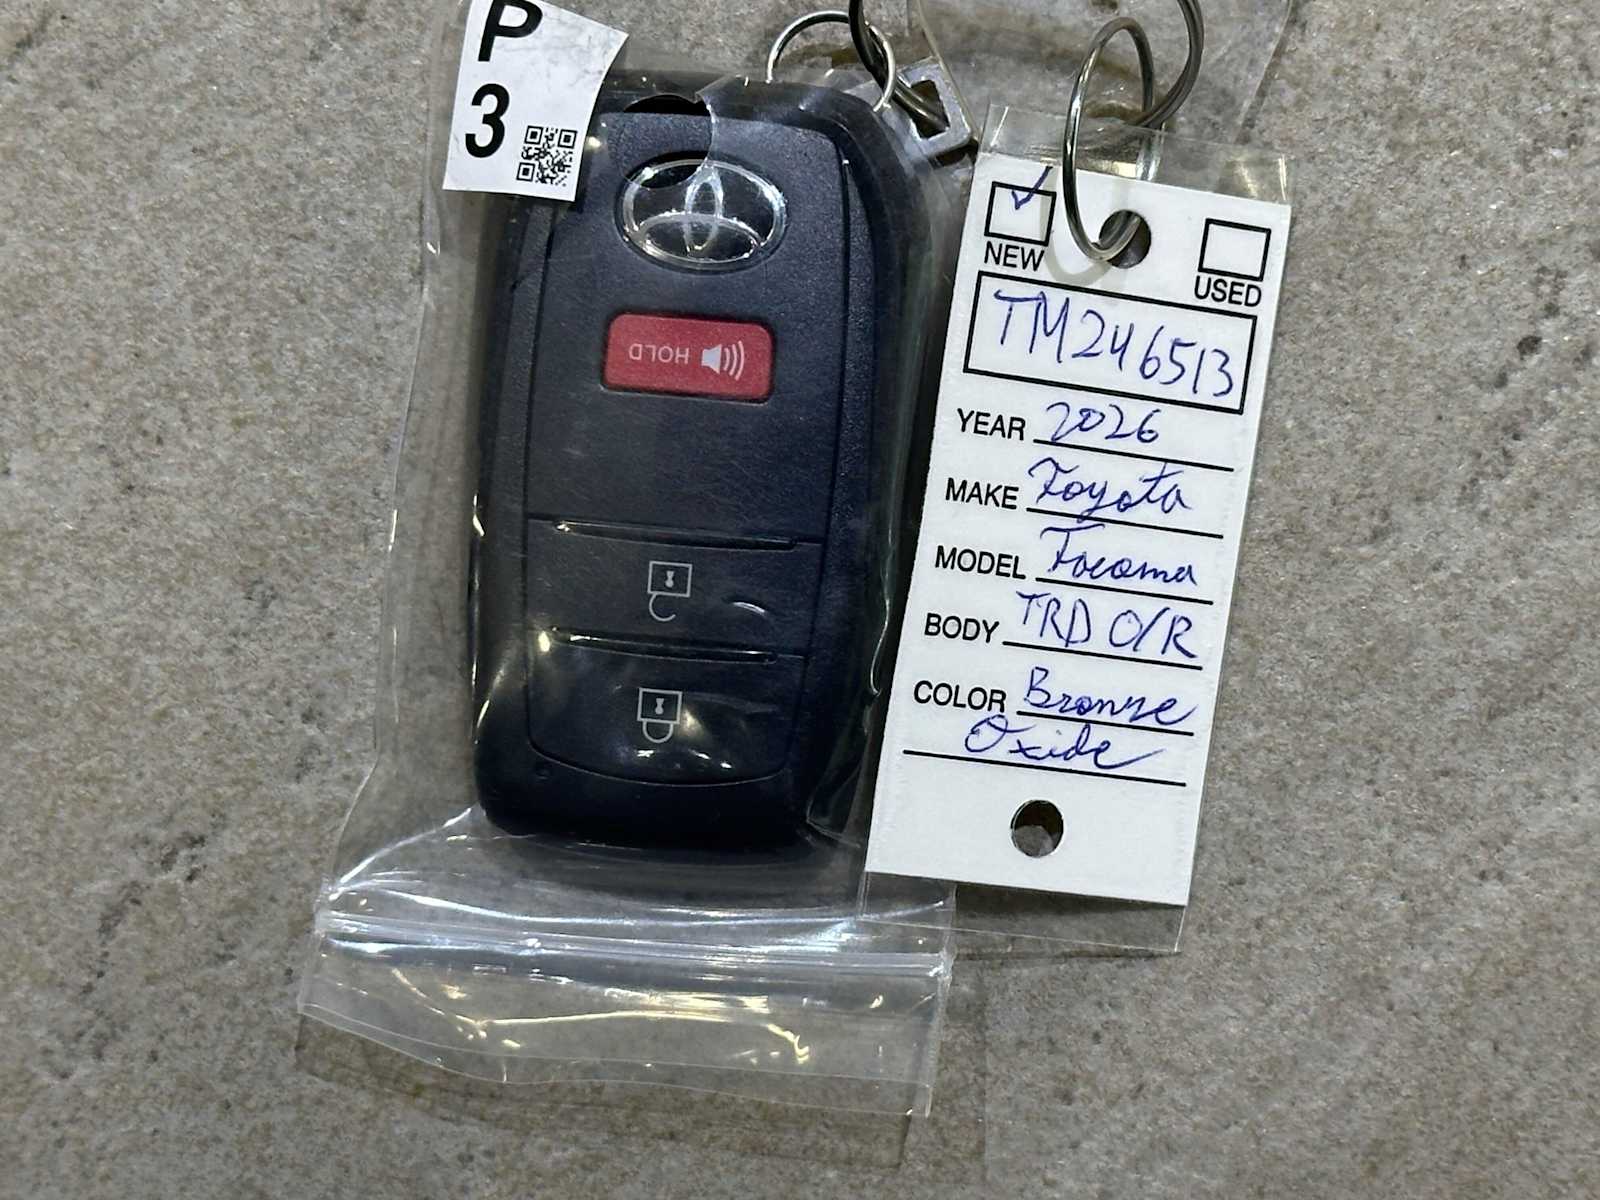 P
3
HOLD
NEW
USED
TM246513
YEAR 2026
MAKE Toyota
MODEL Tacoma
BODY TRD O/R
COLOR Bronze
Oxide